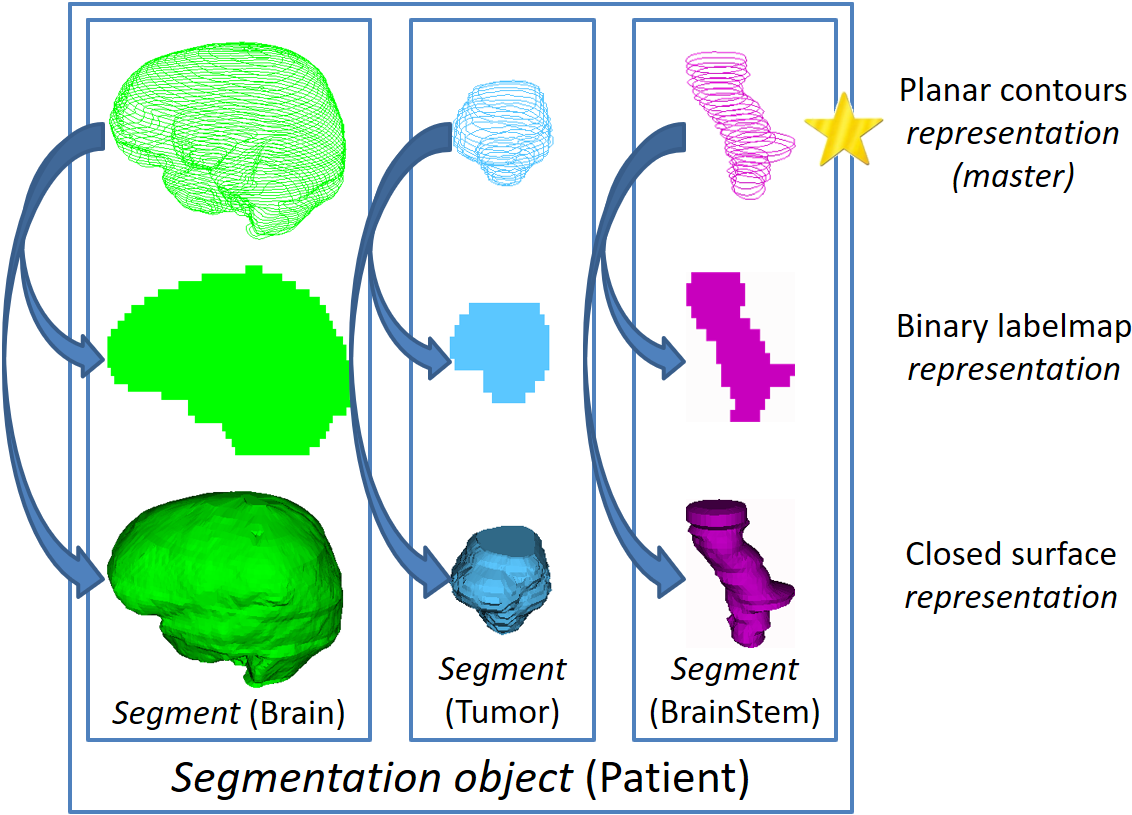 Planar contours
representation
(master)
Binary labelmap
representation
Closed surface
representation
Segment (Brain)
Segment
(Tumor)
Segment
(BrainStem)
Segmentation object (Patient)